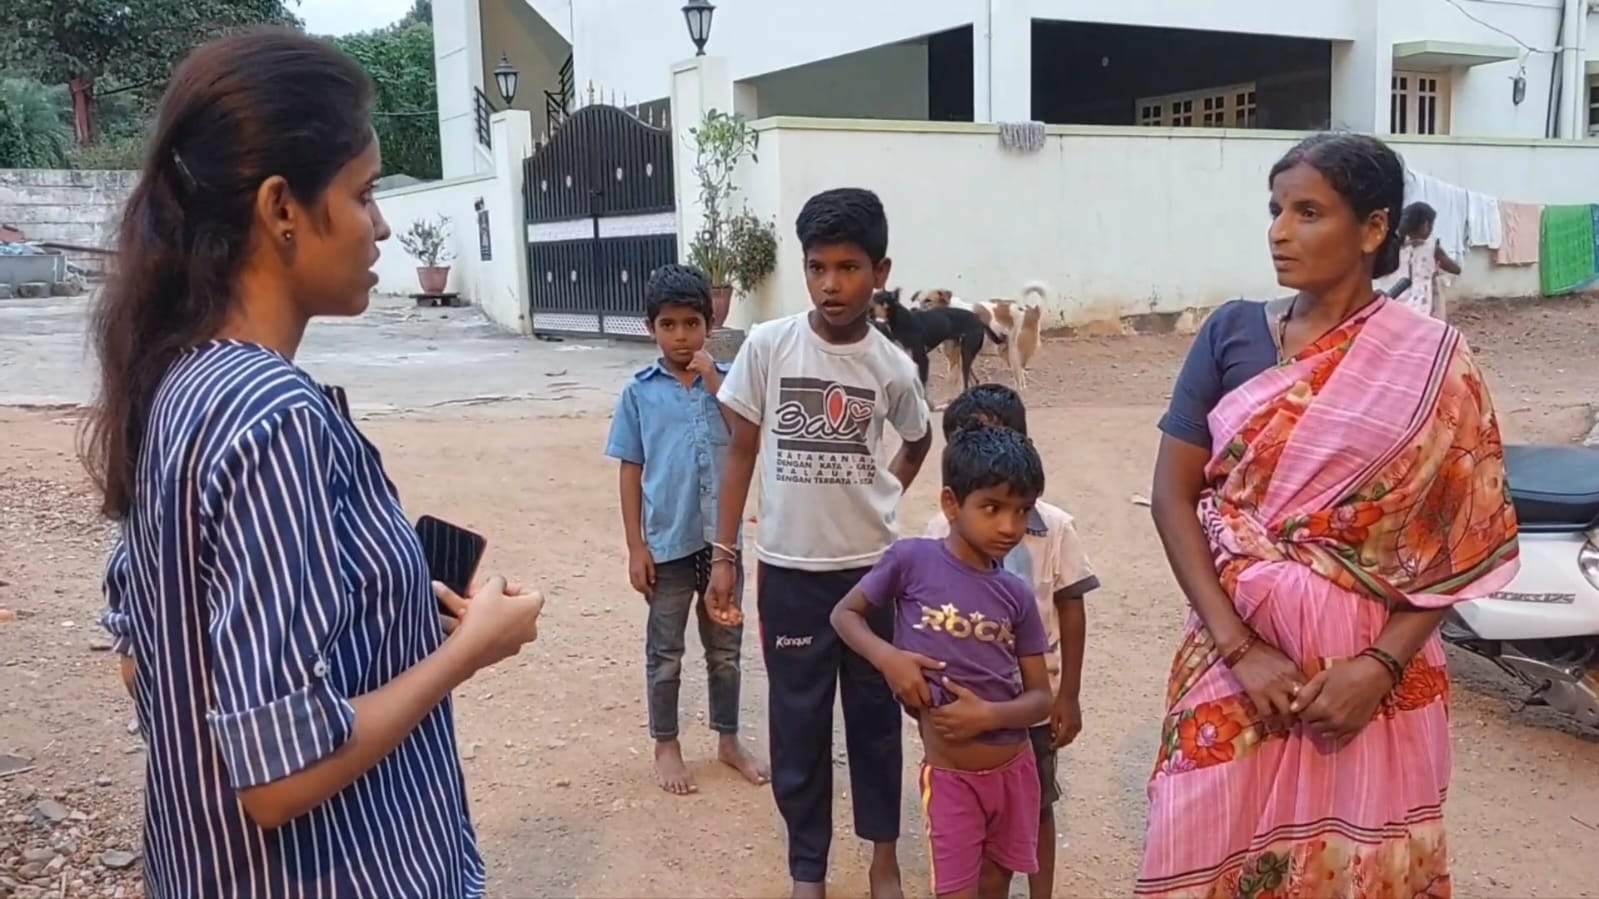 Bali
KATAKANLAH
DENGAN KATA - KATA
WALAUPUN
DENGAN TERBATA - BATA
Konquer
ROCK